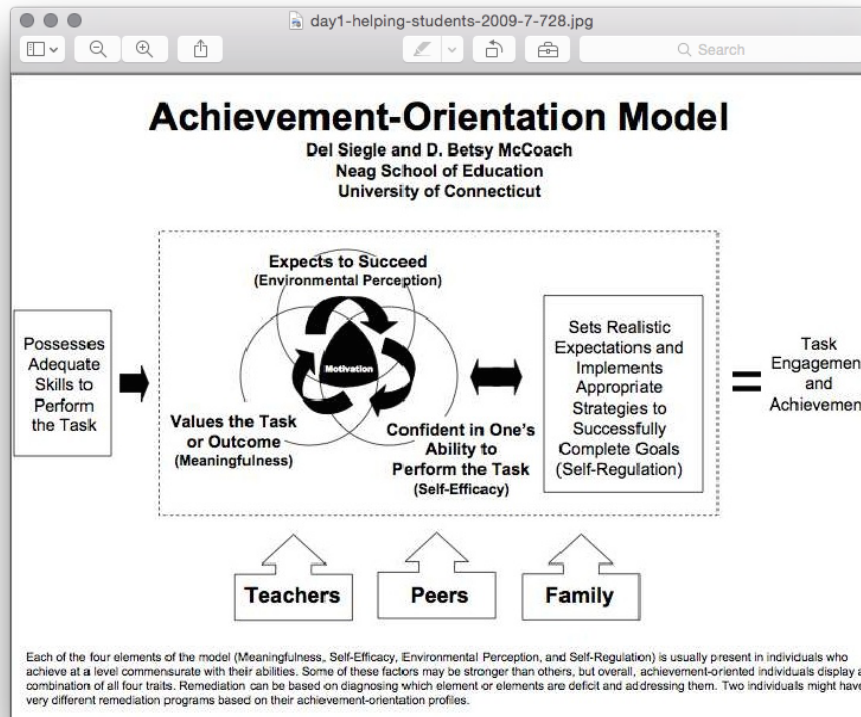 day1-helping-students-2009-7-728.jpg
Search
Achievement-Orientation Model
Del Siegle and D. Betsy McCoach
Neag School of Education
University of Connecticut
Expects to Succeed
(Environmental Perception)
Possesses
Adequate
Skills to
Perform
the Task
Motivation
Values the Task
or Outcome
(Meaningfulness)
Confident in One's
Ability to
Perform the Task
(Self-Efficacy)
Sets Realistic
Expectations and
Implements
Appropriate
Strategies to
Successfully
Complete Goals
(Self-Regulation)
=
Task
Engagemen
and
Achievemen
Teachers
Peers
Family
Each of the four elements of the model (Meaningfulness, Self-Efficacy, Environmental Perception, and Self-Regulation) is usually present in individuals who
achieve at a level commensurate with their abilities. Some of these factors may be stronger than others, but overall, achievement-oriented individuals display a
combination of all four traits. Remediation can be based on diagnosing which element or elements are deficit and addressing them. Two individuals might have
very different remediation programs based on their achievement-orientation profiles.